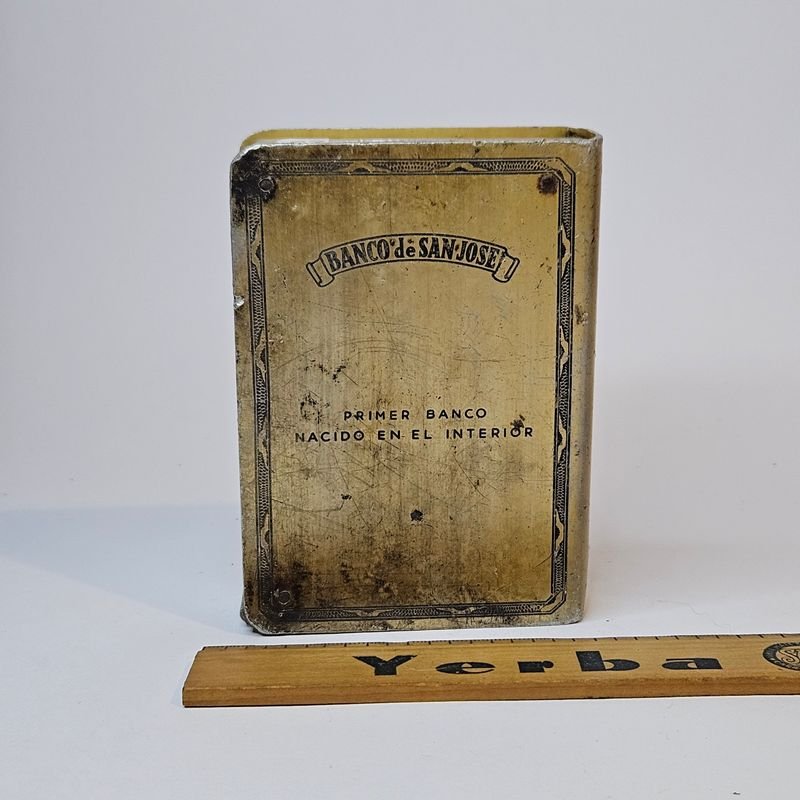 BANCO de SAN JOSE
PRIMER BANCO
NACIDO EN EL INTERIOR
Yerba